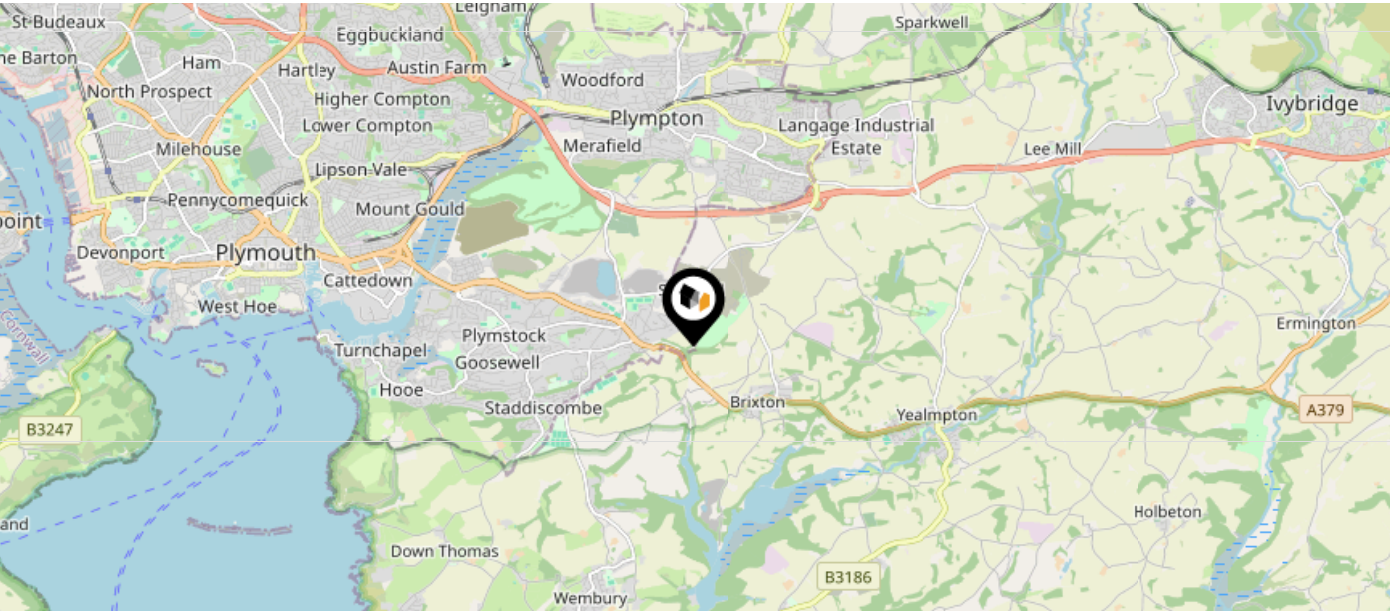 Leigham
St Budeaux
Sparkwell
Eggbuckland
ne Barton
Ham
Hartley
Austin Farm
Woodford
North Prospect
Higher Compton
Ivybridge
Plympton
Lower Compton
Langage Industrial
Estate
Milehouse
Merafield
Lee Mill
Lipson Vale
Pennycomequick
Mount Gould
point
Devonport
Plymouth
Cattedown
West Hoe
Cornwall
Plymstock
Ermington
Turnchapel
Goosewell
Hooe
Brixton
Staddiscombe
Yealmpton
A379
B3247
Holbeton
and
Down Thomas
B3186
Wembury